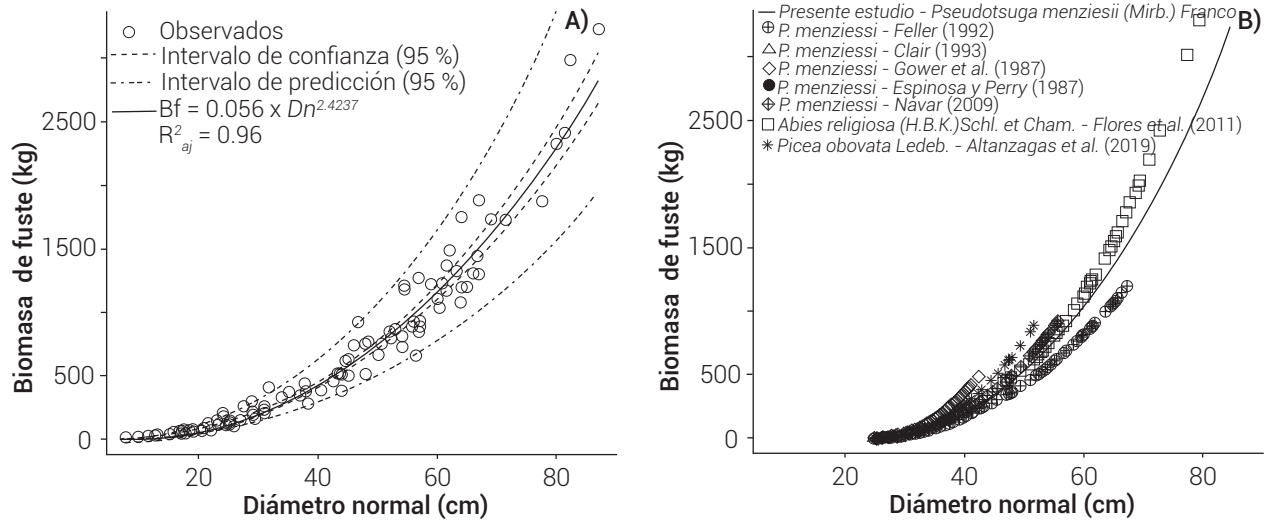 A)
Observados
Intervalo de confianza (95 %)
Intervalo de predicción (95 %)
Bf = 0.056 x Dn^2.4237
R²aj = 0.96
2500
1500
500
0
20
40
60
80
Biomasa de fuste (kg)
Diámetro normal (cm)
B)
Presente estudio - Pseudotsuga menziesii (Mirb.) Franco
P. menziessi - Feller (1992)
P. menziessi - Clair (1993)
P. menziessi - Gower et al. (1987)
P. menziessi - Espinosa y Perry (1987)
P. menziessi - Návar (2009)
Abies religiosa (H.B.K.)Schl. et Cham. - Flores et al. (2011)
Picea obovata Ledeb. - Altanzagas et al. (2019)
2500
1500
500
0
20
40
60
80
Biomasa de fuste (kg)
Diámetro normal (cm)